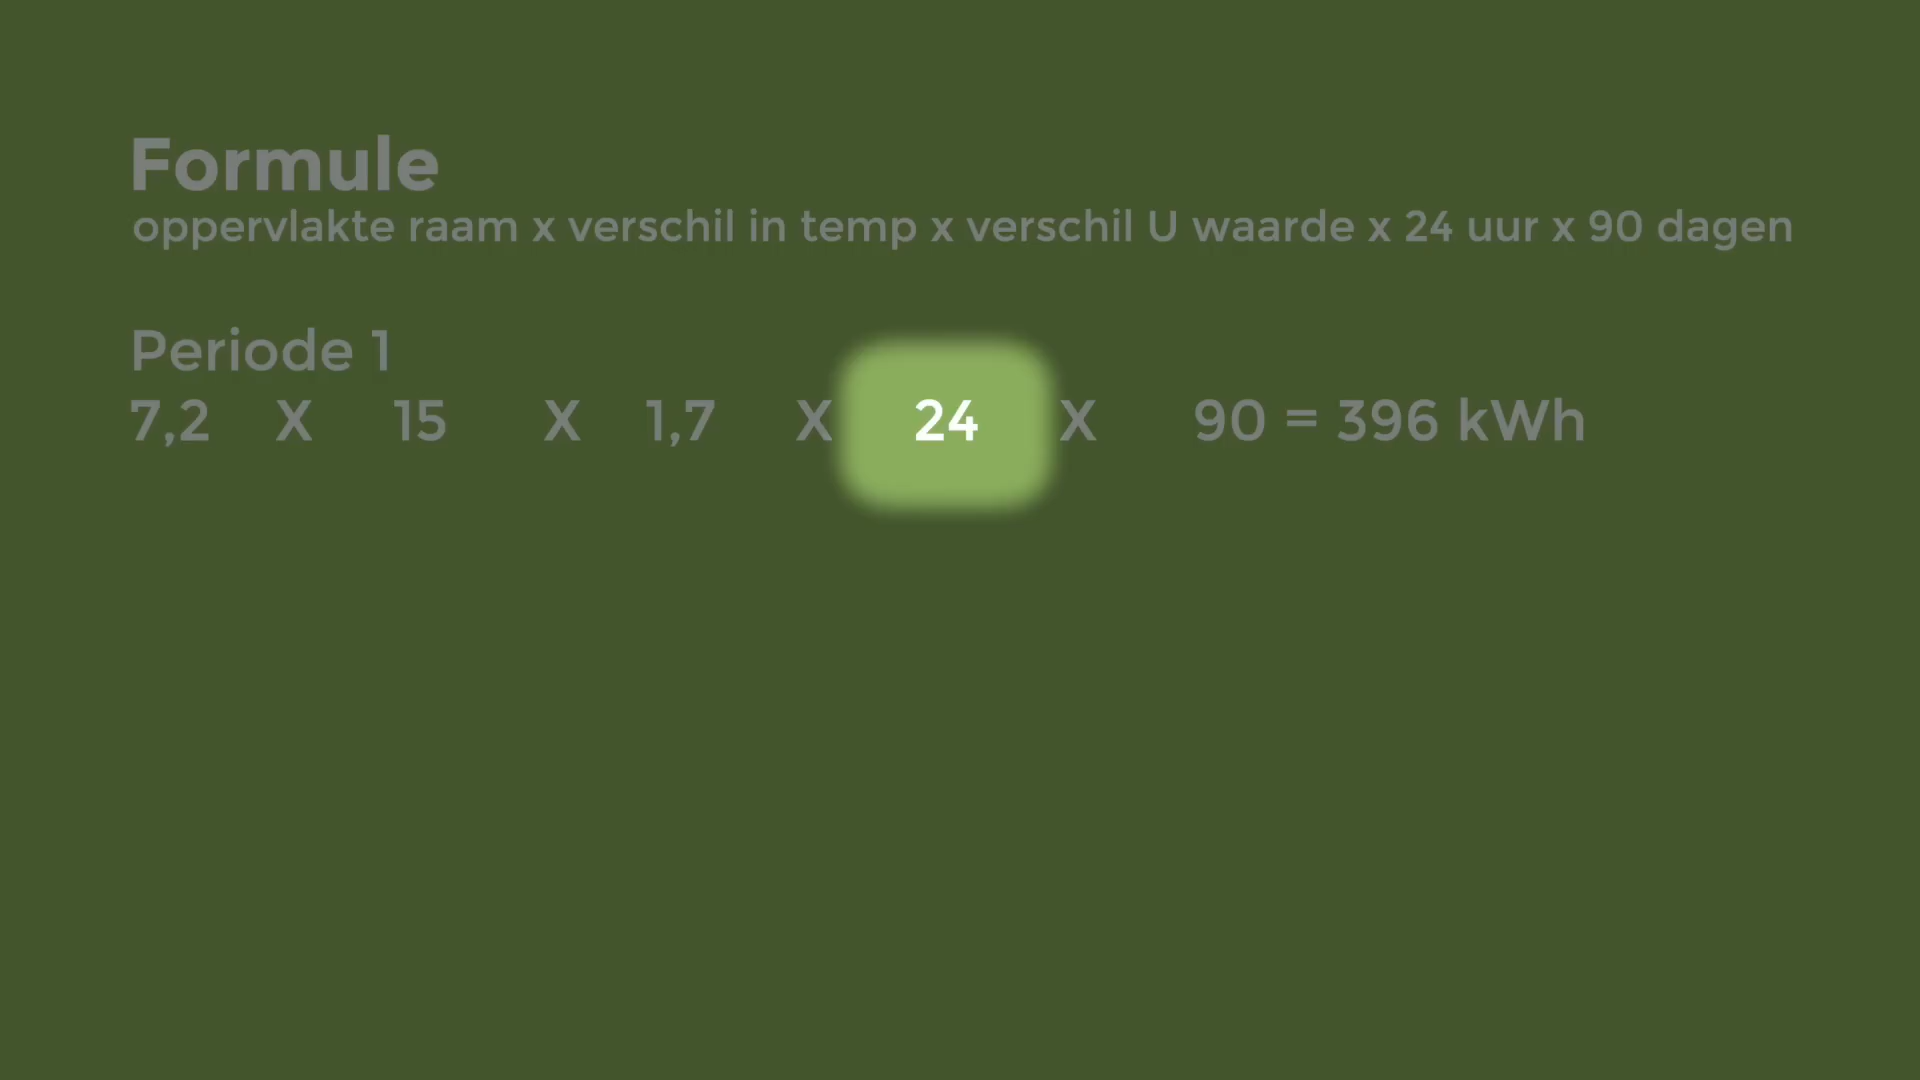 Formule
oppervlakte raam x verschil in temp x verschil U waarde x 24 uur x 90 dagen
Periode 1
7,2 X 15 X 1,7 X 24 X 90 = 396 kWh